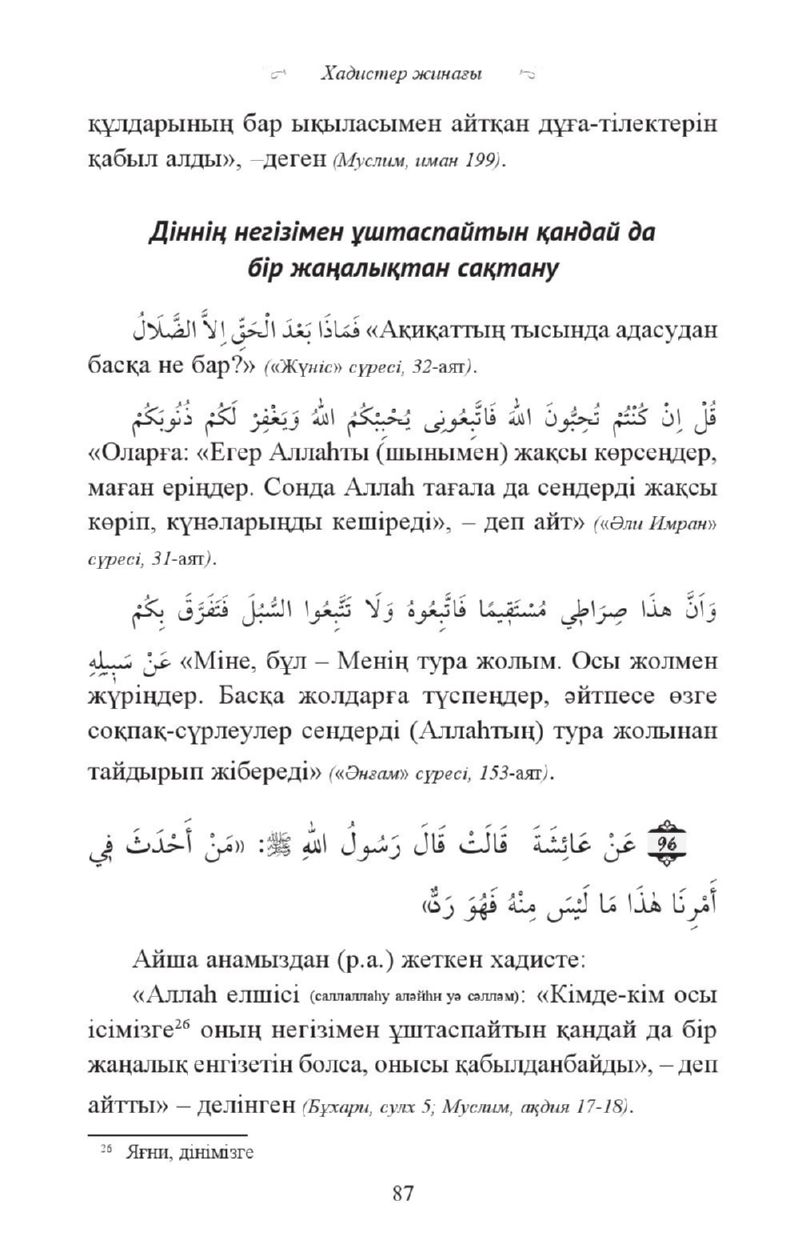 Хадистер жинағы
құлдарының бар ықыласымен айтқан дұға-тілектерін
қабыл алды», –деген (Муслим, иман 199).
Діннің негізімен ұштаспайтын қандай да
бір жаңалықтан сақтану
فَمَاذَا بَعْدَ الْحَقِّ اِلاَّ الضَّلَالُ «Ақиқаттың тысында адасудан
басқа не бар?» («Жүніс» сүресі, 32-аят).
قُلْ اِنْ كُنْتُمْ تُحِبُّونَ اللهَ فَاتَّبِعُونِى يُحْبِبْكُمُ اللهُ وَيَغْفِرْ لَكُمْ ذُنُوبَكُمْ
«Оларға: «Егер Аллаһты (шынымен) жақсы көрсеңдер,
маған еріңдер. Сонда Аллаһ тағала да сендерді жақсы
көріп, күнәларыңды кешіреді», – деп айт» («Әли Имран»
сүресі, 31-аят).
وَاَنَّ هذَا صِرَاطِي مُسْتَقِيمًا فَاتَّبِعُوهُ وَلَا تَتَّبِعُوا السُّبُلَ فَتَفَرَّقَ بِكُمْ
عَنْ سَبِيلِهِ «Міне, бұл – Менің тура жолым. Осы жолмен
жүріңдер. Басқа жолдарға түспеңдер, әйтпесе өзге
соқпақ-сүрлеулер сендерді (Аллаһтың) тура жолынан
тайдырып жібереді» («Әнғам» сүресі, 153-аят).
96 عَنْ عَائِشَةَ قَالَتْ قَالَ رَسُولُ اللهِ ﷺ: «مَنْ أَحْدَثَ فِي
أَمْرِنَا هٰذَا مَا لَيْسَ مِنْهُ فَهُوَ رَدٌّ»
Айша анамыздан (р.а.) жеткен хадисте:
«Аллаһ елшісі (саллаллаһу аләйһи уә сәлләм): «Кімде-кім осы
ісімізге²⁶ оның негізімен ұштаспайтын қандай да бір
жаңалық енгізетін болса, онысы қабылданбайды», – деп
айтты» – делінген (Бұхари, сулх 5; Муслим, ақдия 17-18).
²⁶ Яғни, дінімізге
87